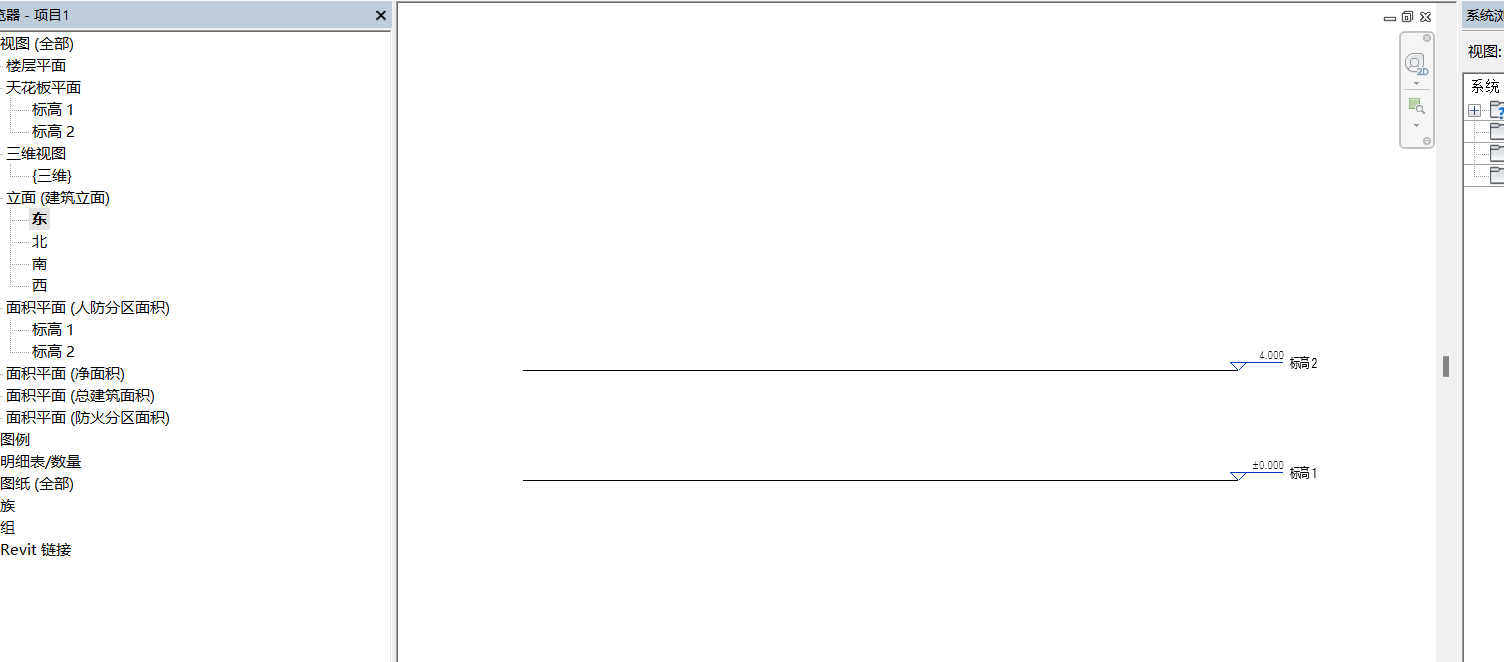 览器 - 项目1
视图 (全部)
楼层平面
天花板平面
标高 1
标高 2
三维视图
{三维}
立面 (建筑立面)
东
北
南
西
面积平面 (人防分区面积)
标高 1
标高 2
面积平面 (净面积)
面积平面 (总建筑面积)
面积平面 (防火分区面积)
图例
明细表/数量
图纸 (全部)
族
组
Revit 链接
2D
4.000
标高2
±0.000
标高1
系统浏
视图:
系统
?